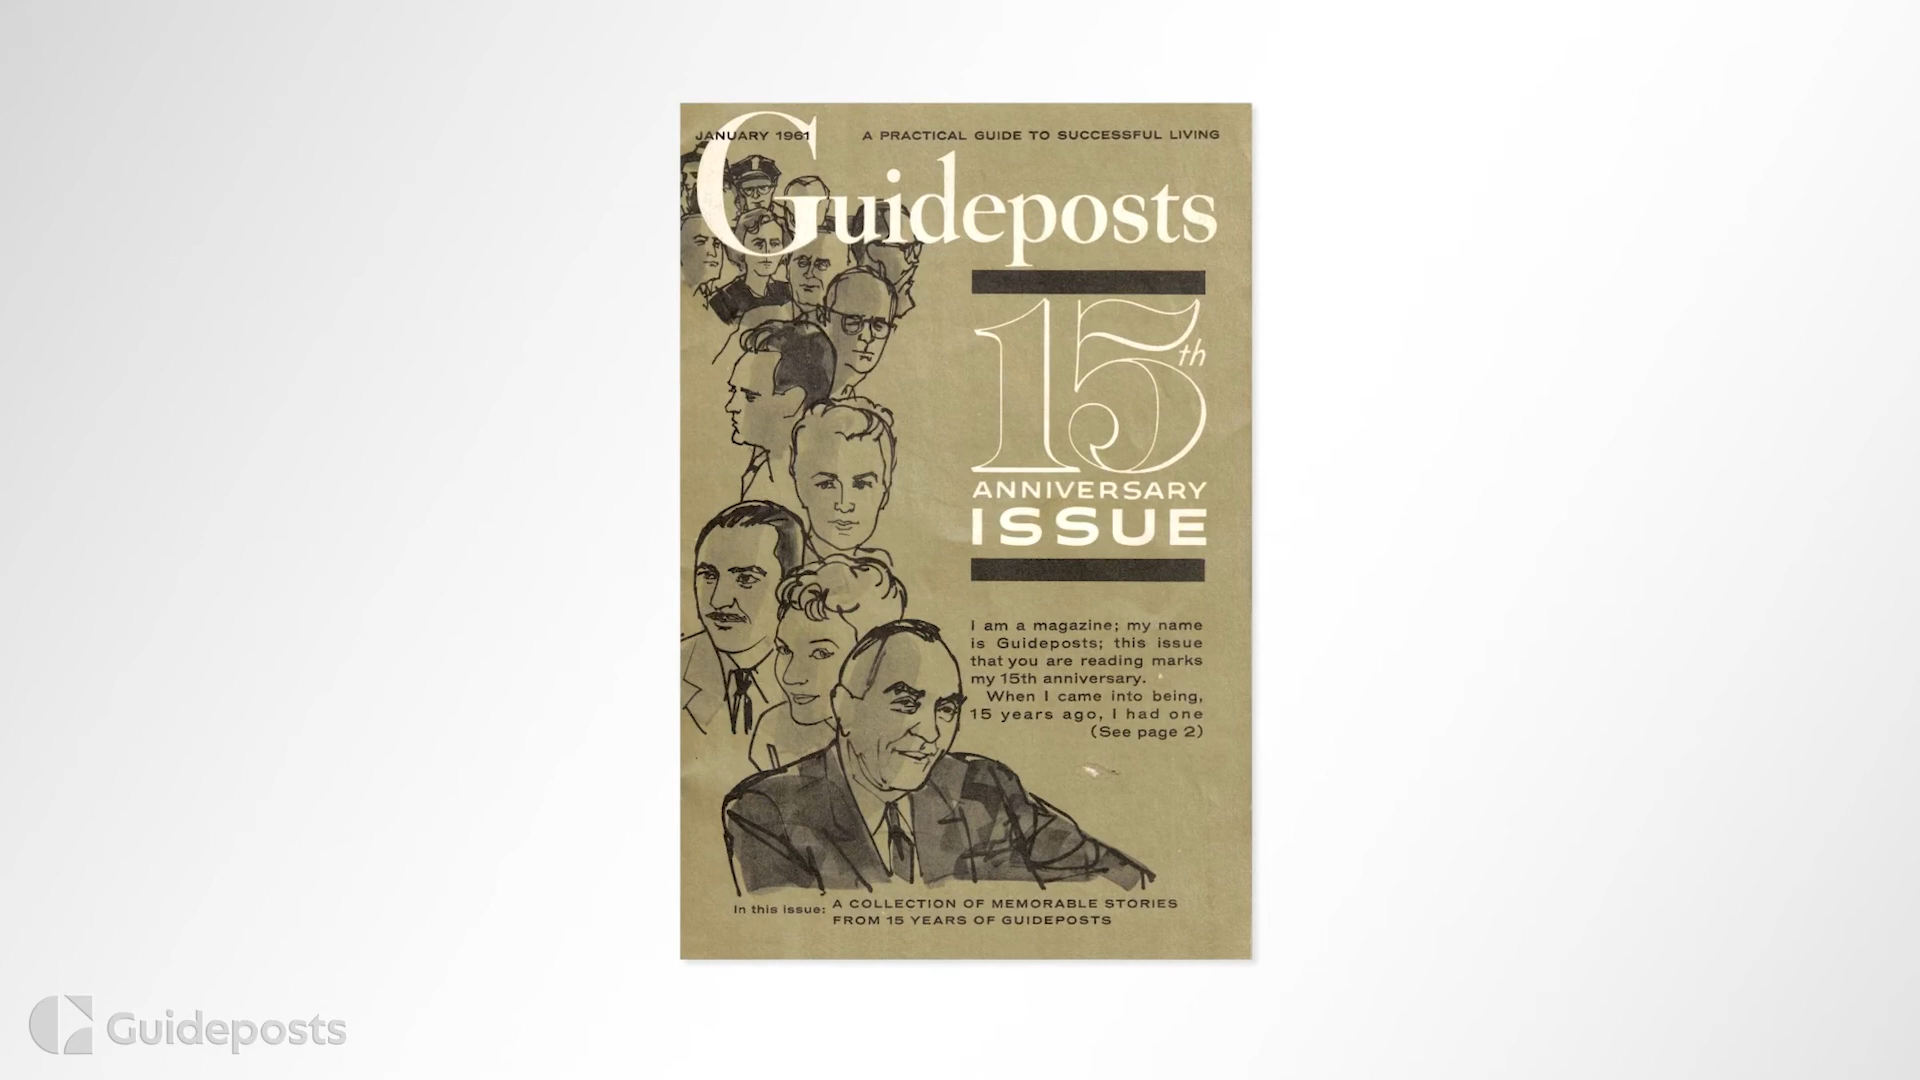 JANUARY 1961
A PRACTICAL GUIDE TO SUCCESSFUL LIVING
Guideposts
15th
ANNIVERSARY
ISSUE
I am a magazine; my name
is Guideposts; this issue
that you are reading marks
my 15th anniversary.
When I came into being,
15 years ago, I had one
(See page 2)
In this issue: A COLLECTION OF MEMORABLE STORIES
FROM 15 YEARS OF GUIDEPOSTS
Guideposts